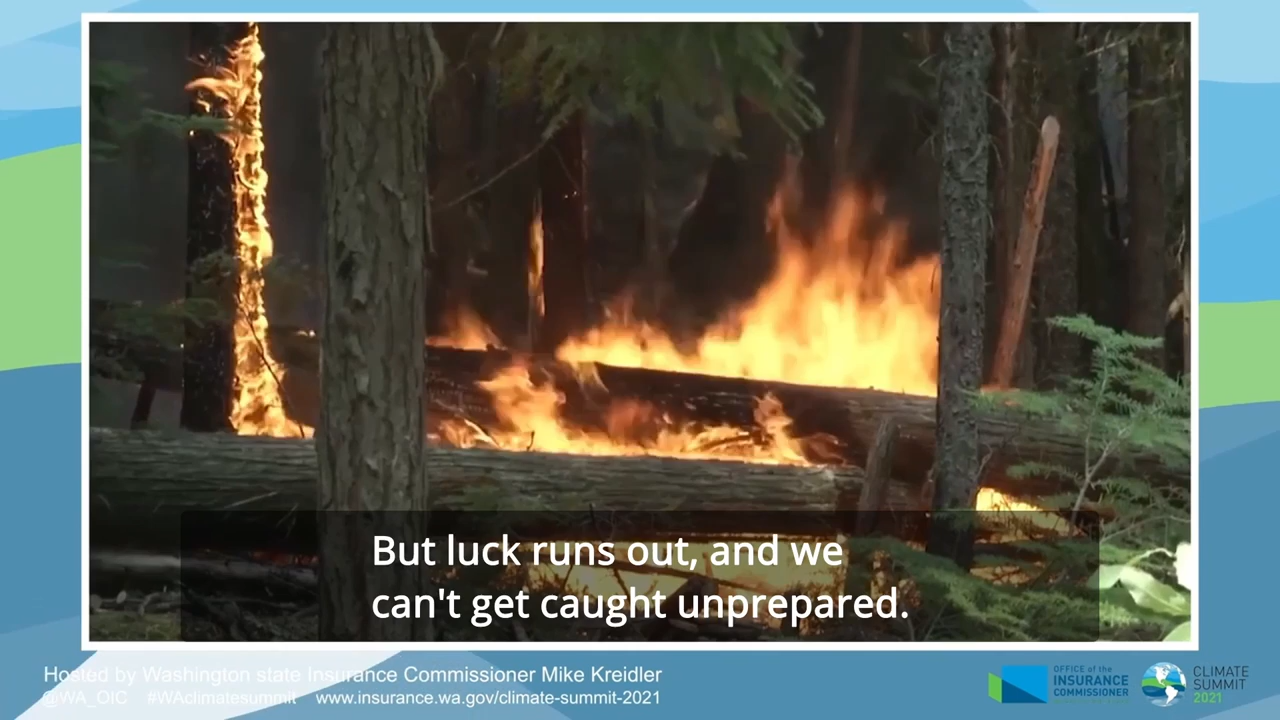 But luck runs out, and we
can't get caught unprepared.
Hosted by Washington state Insurance Commissioner Mike Kreidler
@WA_OIC #WAclimatesummit www.insurance.wa.gov/climate-summit-2021
OFFICE of the
INSURANCE
COMMISSIONER
CLIMATE
SUMMIT
2021